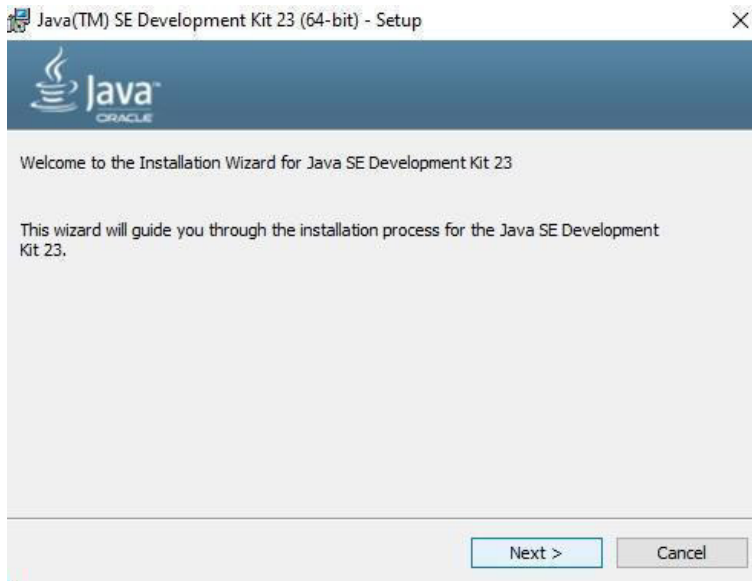 Java(TM) SE Development Kit 23 (64-bit) - Setup
Java™
ORACLE
Welcome to the Installation Wizard for Java SE Development Kit 23
This wizard will guide you through the installation process for the Java SE Development
Kit 23.
Next >
Cancel